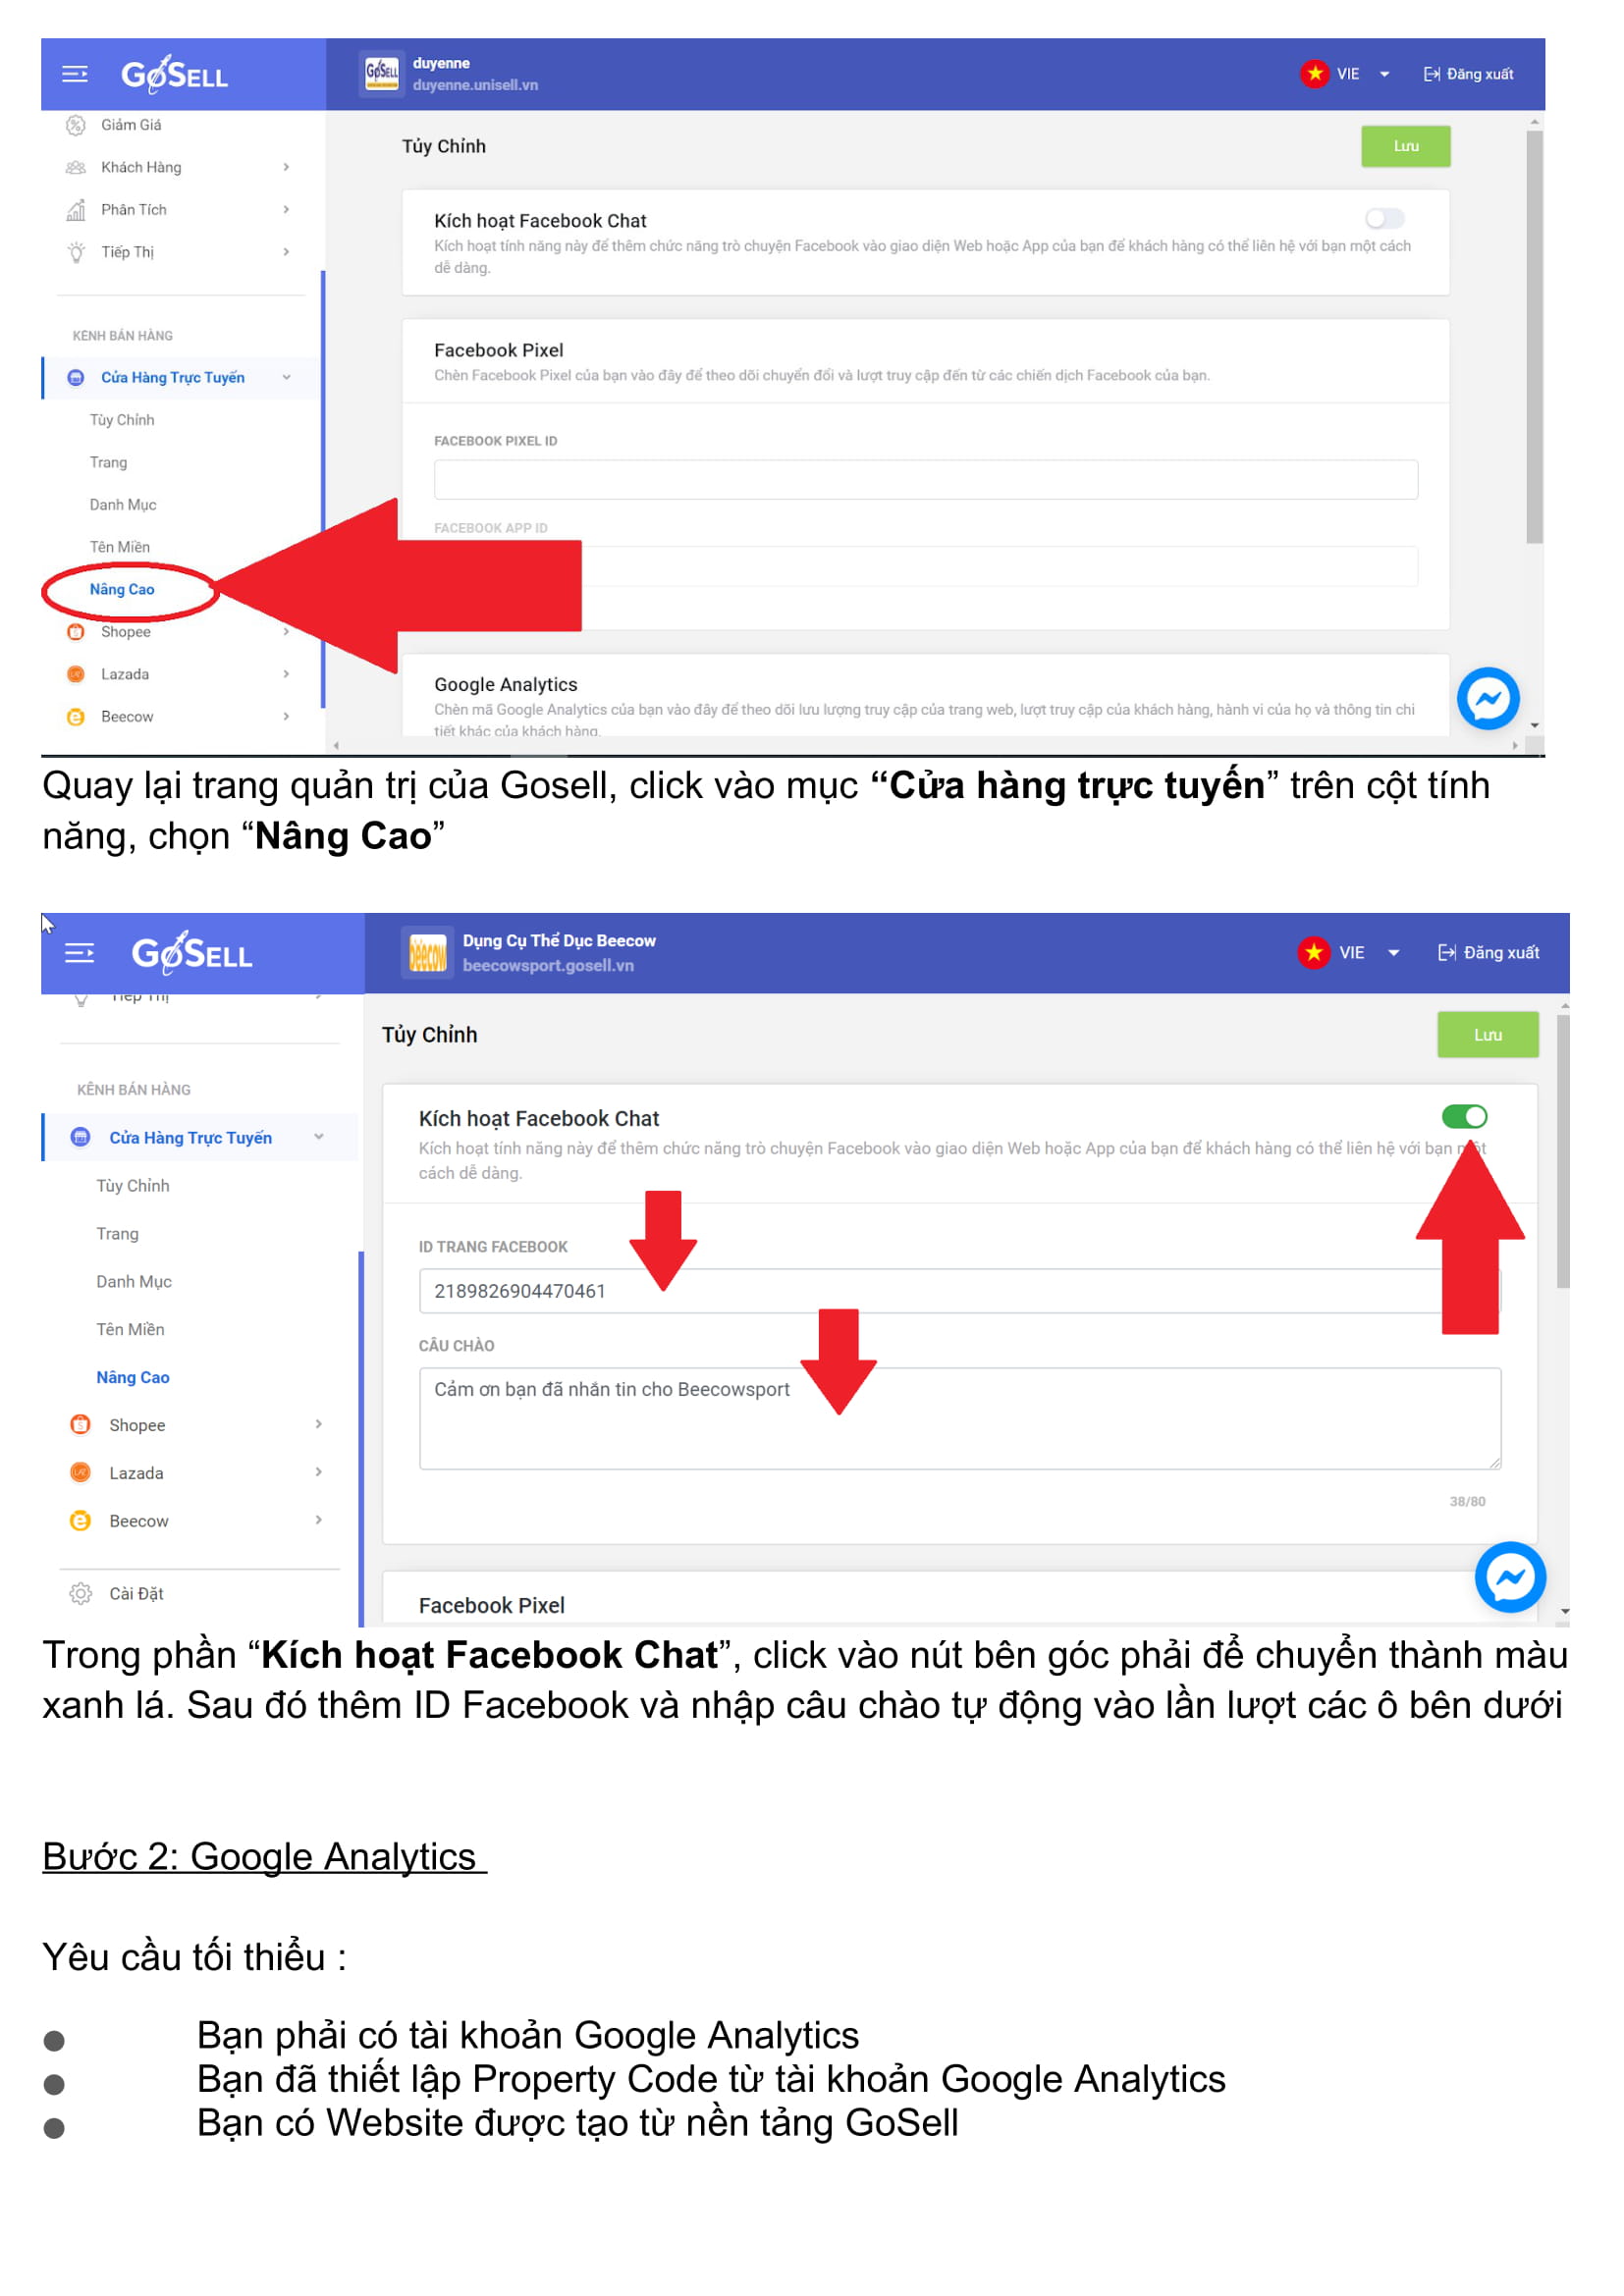 GoSELL
duyenne
duyenne.unisell.vn
VIE
Đăng xuất
Giảm Giá
Khách Hàng
Phân Tích
Tiếp Thị
KÊNH BÁN HÀNG
Cửa Hàng Trực Tuyến
Tùy Chỉnh
Trang
Danh Mục
Tên Miền
Nâng Cao
Shopee
Lazada
Beecow
Tủy Chỉnh
Lưu
Kích hoạt Facebook Chat
Kích hoạt tính năng này để thêm chức năng trò chuyện Facebook vào giao diện Web hoặc App của bạn để khách hàng có thể liên hệ với bạn một cách
dễ dàng.
Facebook Pixel
Chèn Facebook Pixel của bạn vào đây để theo dõi chuyển đổi và lượt truy cập đến từ các chiến dịch Facebook của bạn.
FACEBOOK PIXEL ID
FACEBOOK APP ID
Google Analytics
Chèn mã Google Analytics của bạn vào đây để theo dõi lưu lượng truy cập của trang web, lượt truy cập của khách hàng, hành vi của họ và thông tin chi
tiết khác của khách hàng.
Quay lại trang quản trị của Gosell, click vào mục “Cửa hàng trực tuyến” trên cột tính
năng, chọn “Nâng Cao”
GoSELL
beecow
Dụng Cụ Thể Dục Beecow
beecowsport.gosell.vn
VIE
Đăng xuất
Tiếp Thị
KÊNH BÁN HÀNG
Cửa Hàng Trực Tuyến
Tùy Chỉnh
Trang
Danh Mục
Tên Miền
Nâng Cao
Shopee
Lazada
Beecow
Cài Đặt
Tủy Chỉnh
Lưu
Kích hoạt Facebook Chat
Kích hoạt tính năng này để thêm chức năng trò chuyện Facebook vào giao diện Web hoặc App của bạn để khách hàng có thể liên hệ với bạn một
cách dễ dàng.
ID TRANG FACEBOOK
2189826904470461
CÂU CHÀO
Cảm ơn bạn đã nhắn tin cho Beecowsport
38/80
Facebook Pixel
Trong phần “Kích hoạt Facebook Chat”, click vào nút bên góc phải để chuyển thành màu
xanh lá. Sau đó thêm ID Facebook và nhập câu chào tự động vào lần lượt các ô bên dưới
Bước 2: Google Analytics
Yêu cầu tối thiểu :
● Bạn phải có tài khoản Google Analytics
● Bạn đã thiết lập Property Code từ tài khoản Google Analytics
● Bạn có Website được tạo từ nền tảng GoSell